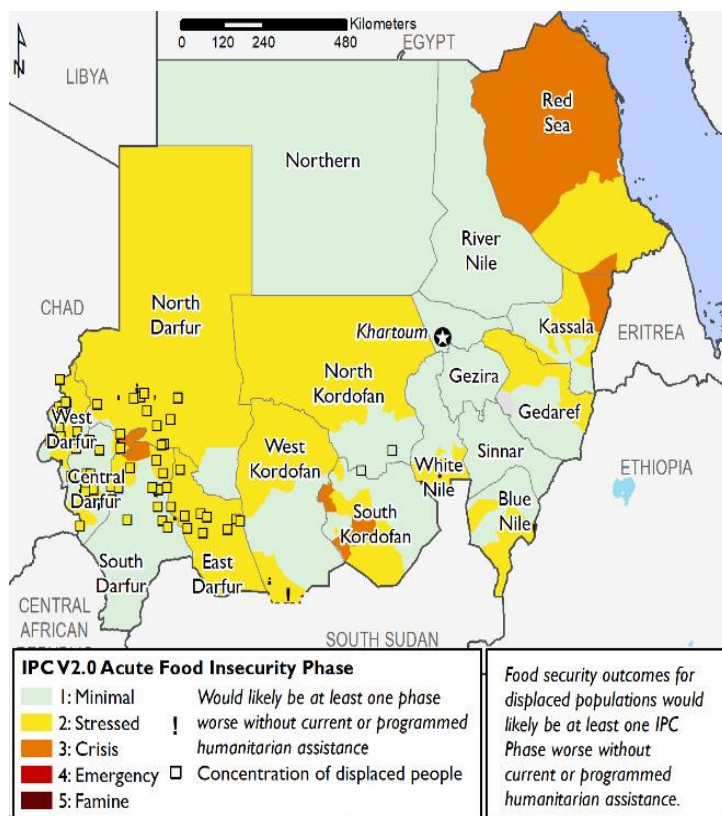 Kilometers
0 120 240 480
N
EGYPT
LIBYA
Red
Sea
Northern
River
Nile
CHAD
North
Darfur
Khartoum
Kassala
ERITREA
North
Kordofan
Gezira
Gedaref
West
Darfur
West
Kordofan
White
Nile
Sinnar
ETHIOPIA
Central
Darfur
South
Kordofan
Blue
Nile
South
Darfur
East
Darfur
CENTRAL
AFRICAN
SOUTH SUDAN
IPC V2.0 Acute Food Insecurity Phase
1: Minimal
2: Stressed
3: Crisis
4: Emergency
5: Famine
! Would likely be at least one phase
worse without current or programmed
humanitarian assistance
Concentration of displaced people
Food security outcomes for
displaced populations would
likely be at least one IPC
Phase worse without
current or programmed
humanitarian assistance.